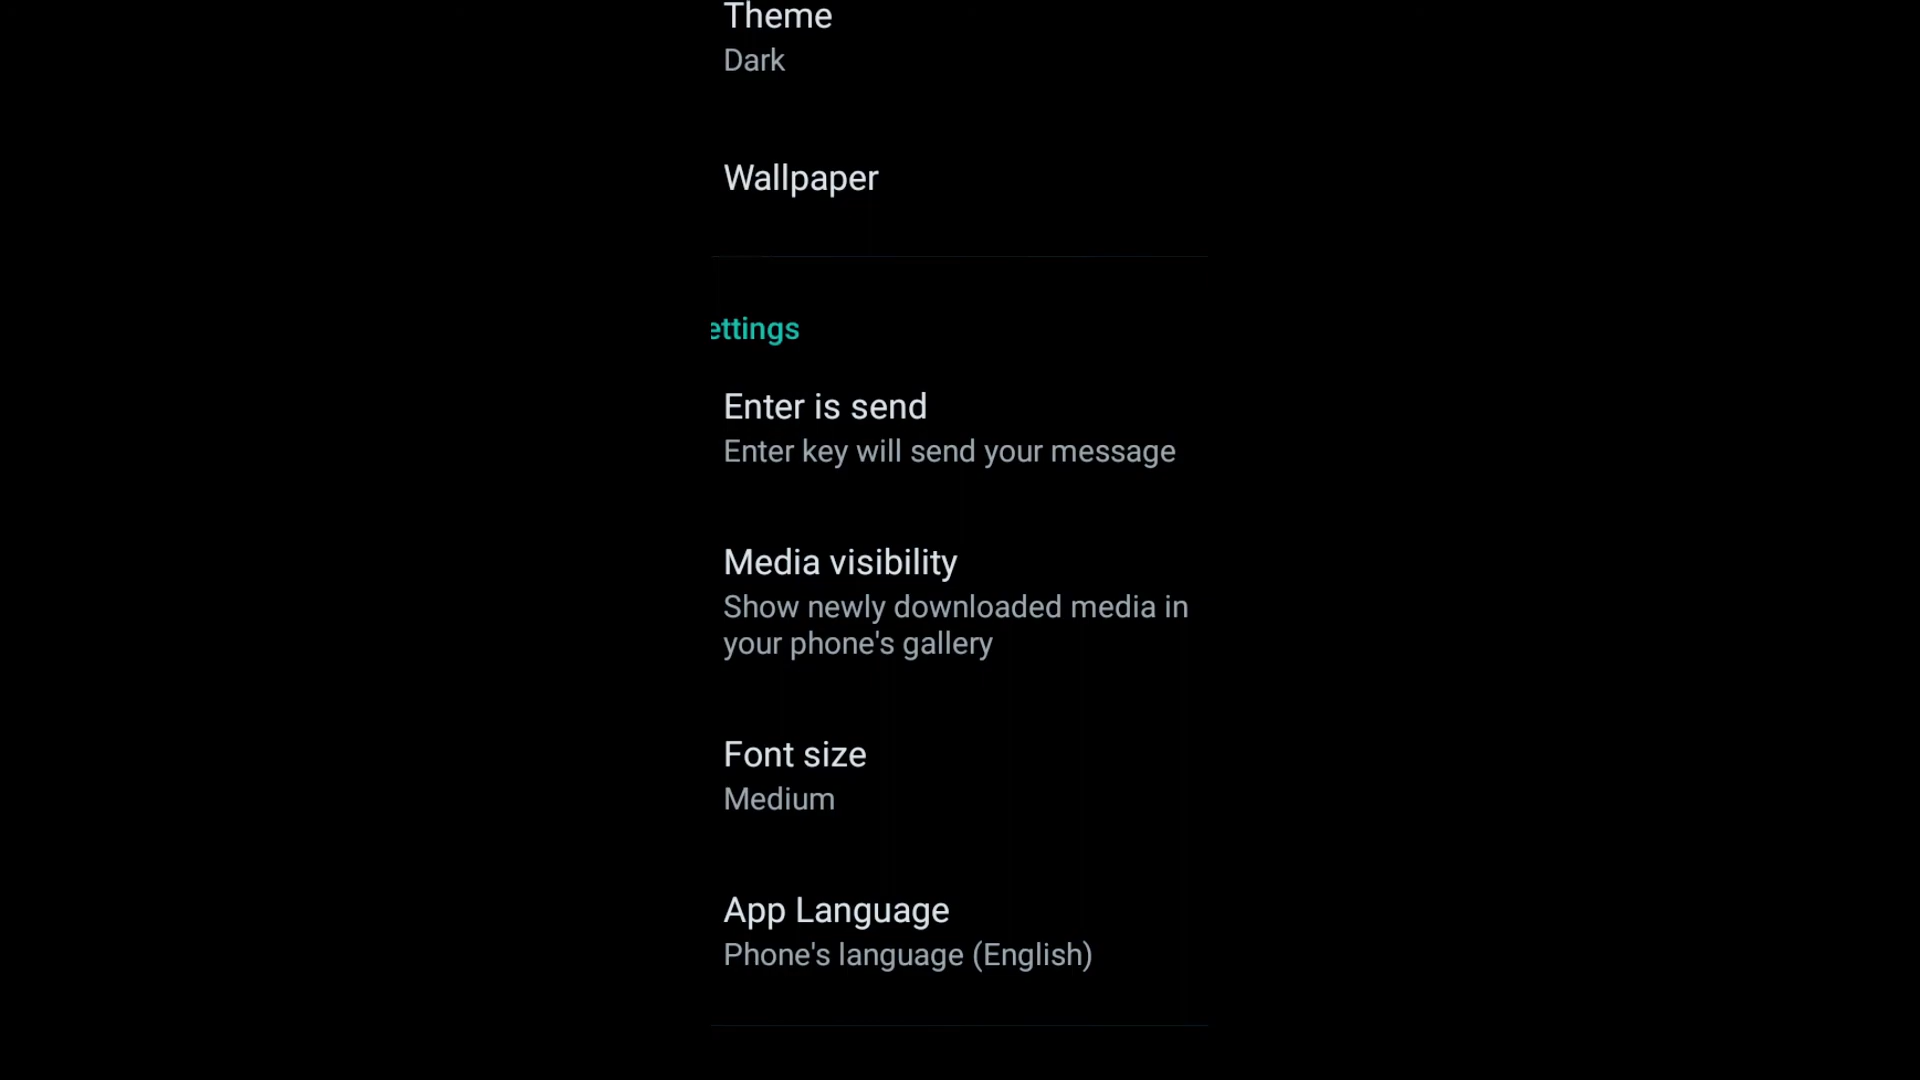 Theme
Dark
Wallpaper
ettings
Enter is send
Enter key will send your message
Media visibility
Show newly downloaded media in
your phone's gallery
Font size
Medium
App Language
Phone's language (English)